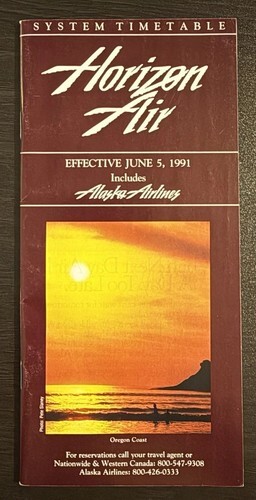 SYSTEM TIMETABLE
Horizon
Air
EFFECTIVE JUNE 5, 1991
Includes
Alaska Airlines
Oregon Coast
For reservations call your travel agent or
Nationwide & Western Canada: 800-547-9308
Alaska Airlines: 800-426-0333